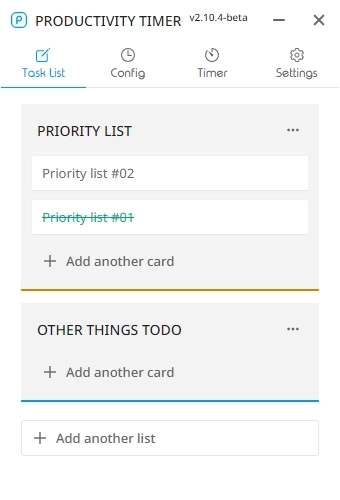 PRODUCTIVITY TIMER v2.10.4-beta
Task List Config Timer Settings
PRIORITY LIST
Priority list #02
Priority list #01
Add another card
OTHER THINGS TODO
Add another card
Add another list